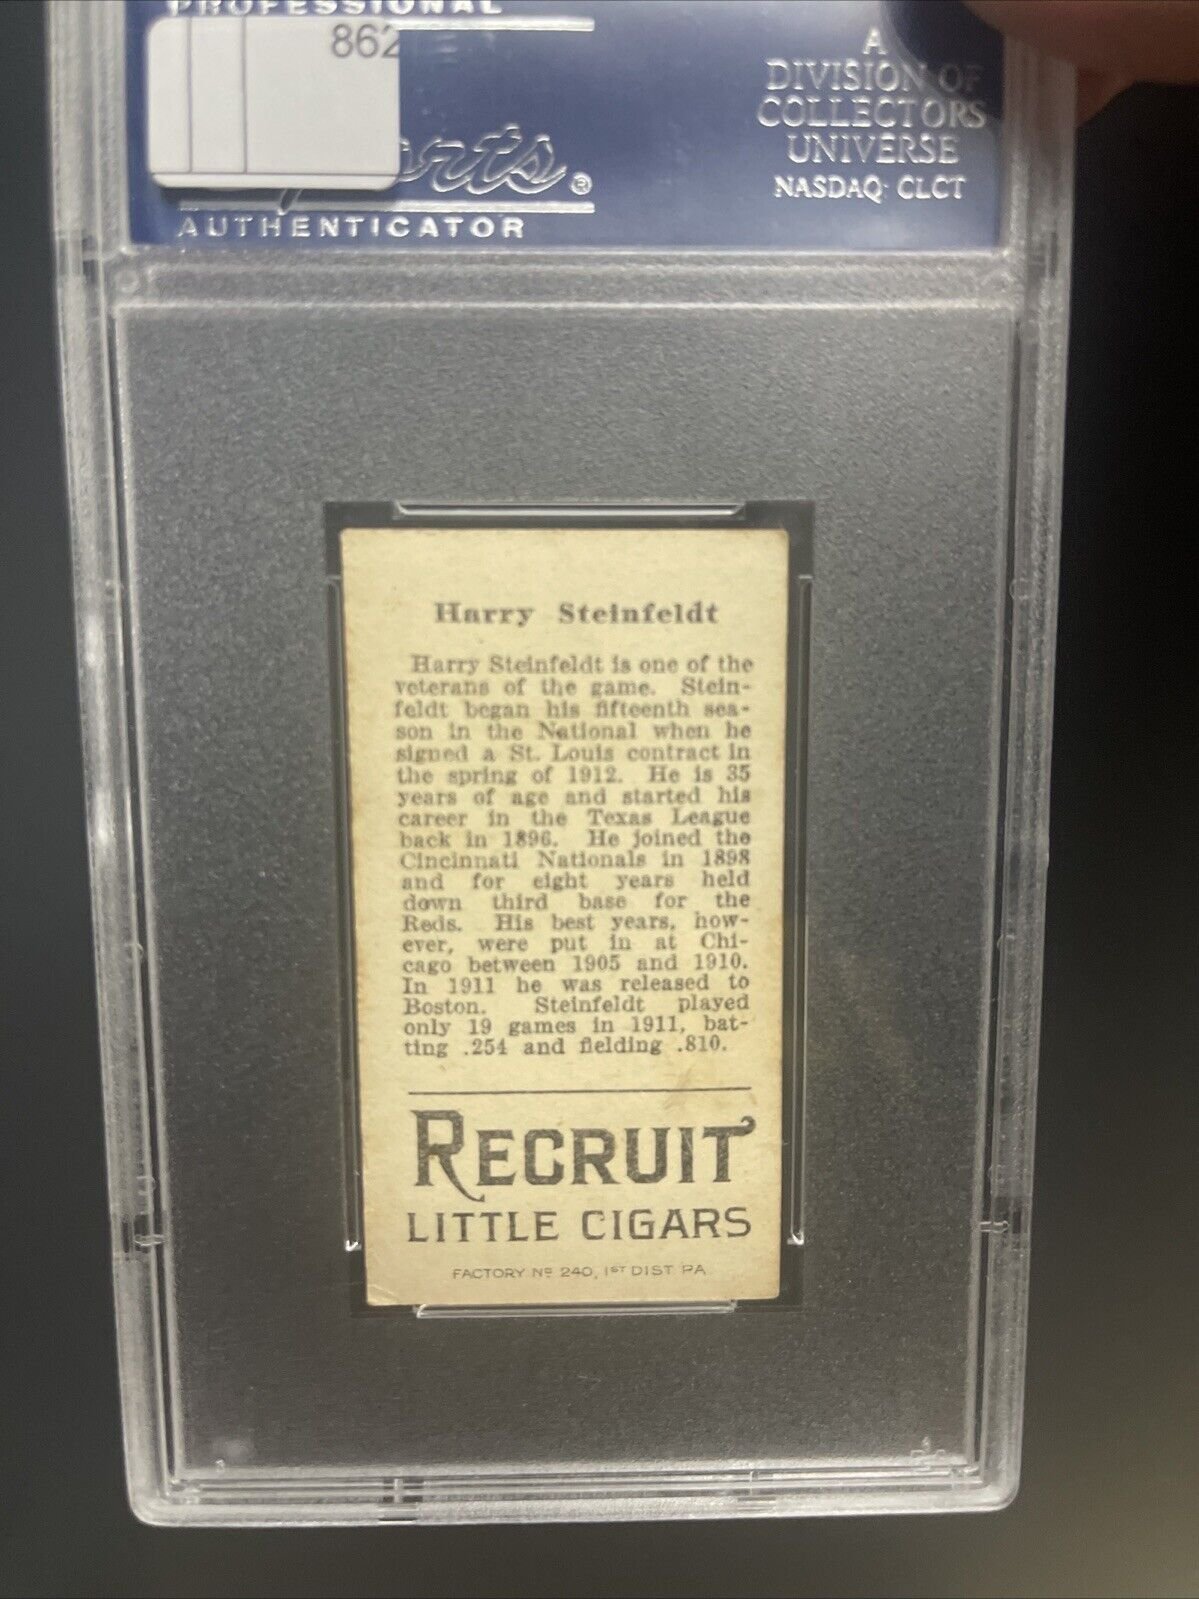 PROFESSIONAL
862
orts®
AUTHENTICATOR
A
DIVISION OF
COLLECTORS
UNIVERSE
NASDAQ: CLCT
Harry Steinfeldt
Harry Steinfeldt is one of the
veterans of the game. Stein-
feldt began his fifteenth sea-
son in the National when he
signed a St. Louis contract in
the spring of 1912. He is 35
years of age and started his
career in the Texas League
back in 1896. He joined the
Cincinnati Nationals in 1898
and for eight years held
down third base for the
Reds. His best years, how-
ever, were put in at Chi-
cago between 1905 and 1910.
In 1911 he was released to
Boston. Steinfeldt played
only 19 games in 1911, bat-
ting .254 and fielding .810.
RECRUIT
LITTLE CIGARS
FACTORY No 240, 1ST DIST PA